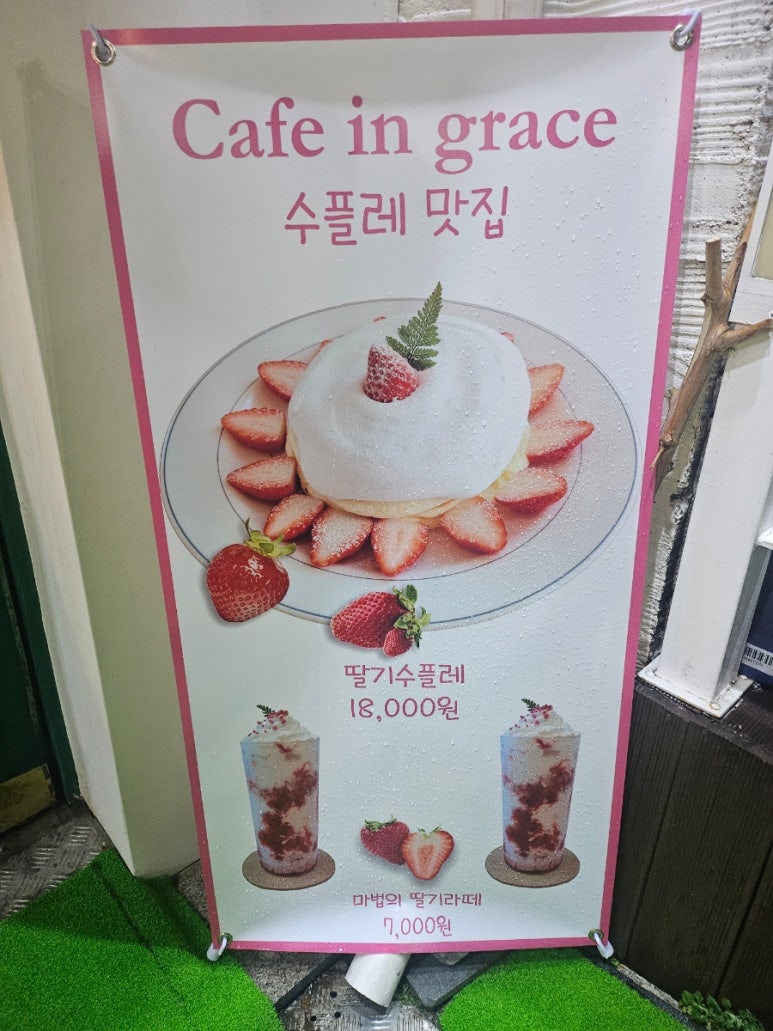 Cafe in grace
수플레 맛집
딸기수플레
18,000원
마법의 딸기라떼
7,000원